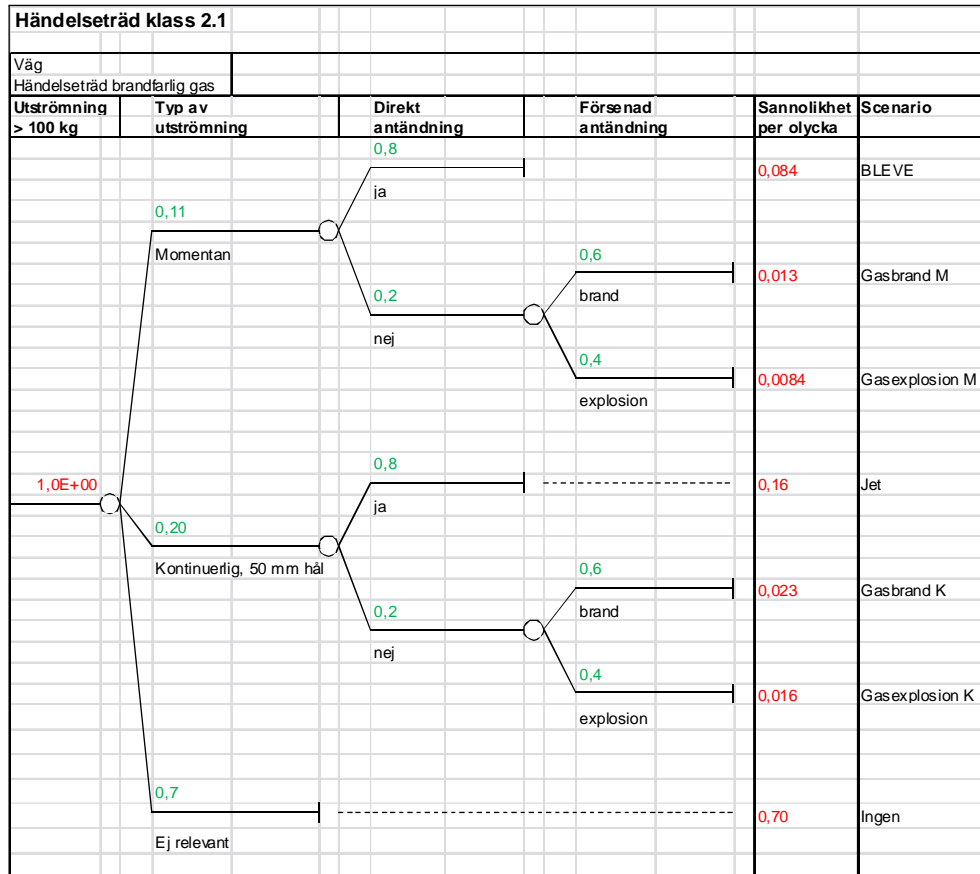 Händelseträd klass 2.1
Väg
Händelseträd brandfarlig gas
Utströmning > 100 kg
Typ av utströmning
Direkt antändning
Försenad antändning
Sannolikhet per olycka
Scenario
0,8
ja
0,084
BLEVE
0,11
Momentan
0,6
brand
0,013
Gasbrand M
0,2
nej
0,4
explosion
0,0084
Gasexplosion M
1,0E+00
0,8
ja
0,16
Jet
0,20
Kontinuerlig, 50 mm hål
0,6
brand
0,023
Gasbrand K
0,2
nej
0,4
explosion
0,016
Gasexplosion K
0,7
Ej relevant
0,70
Ingen